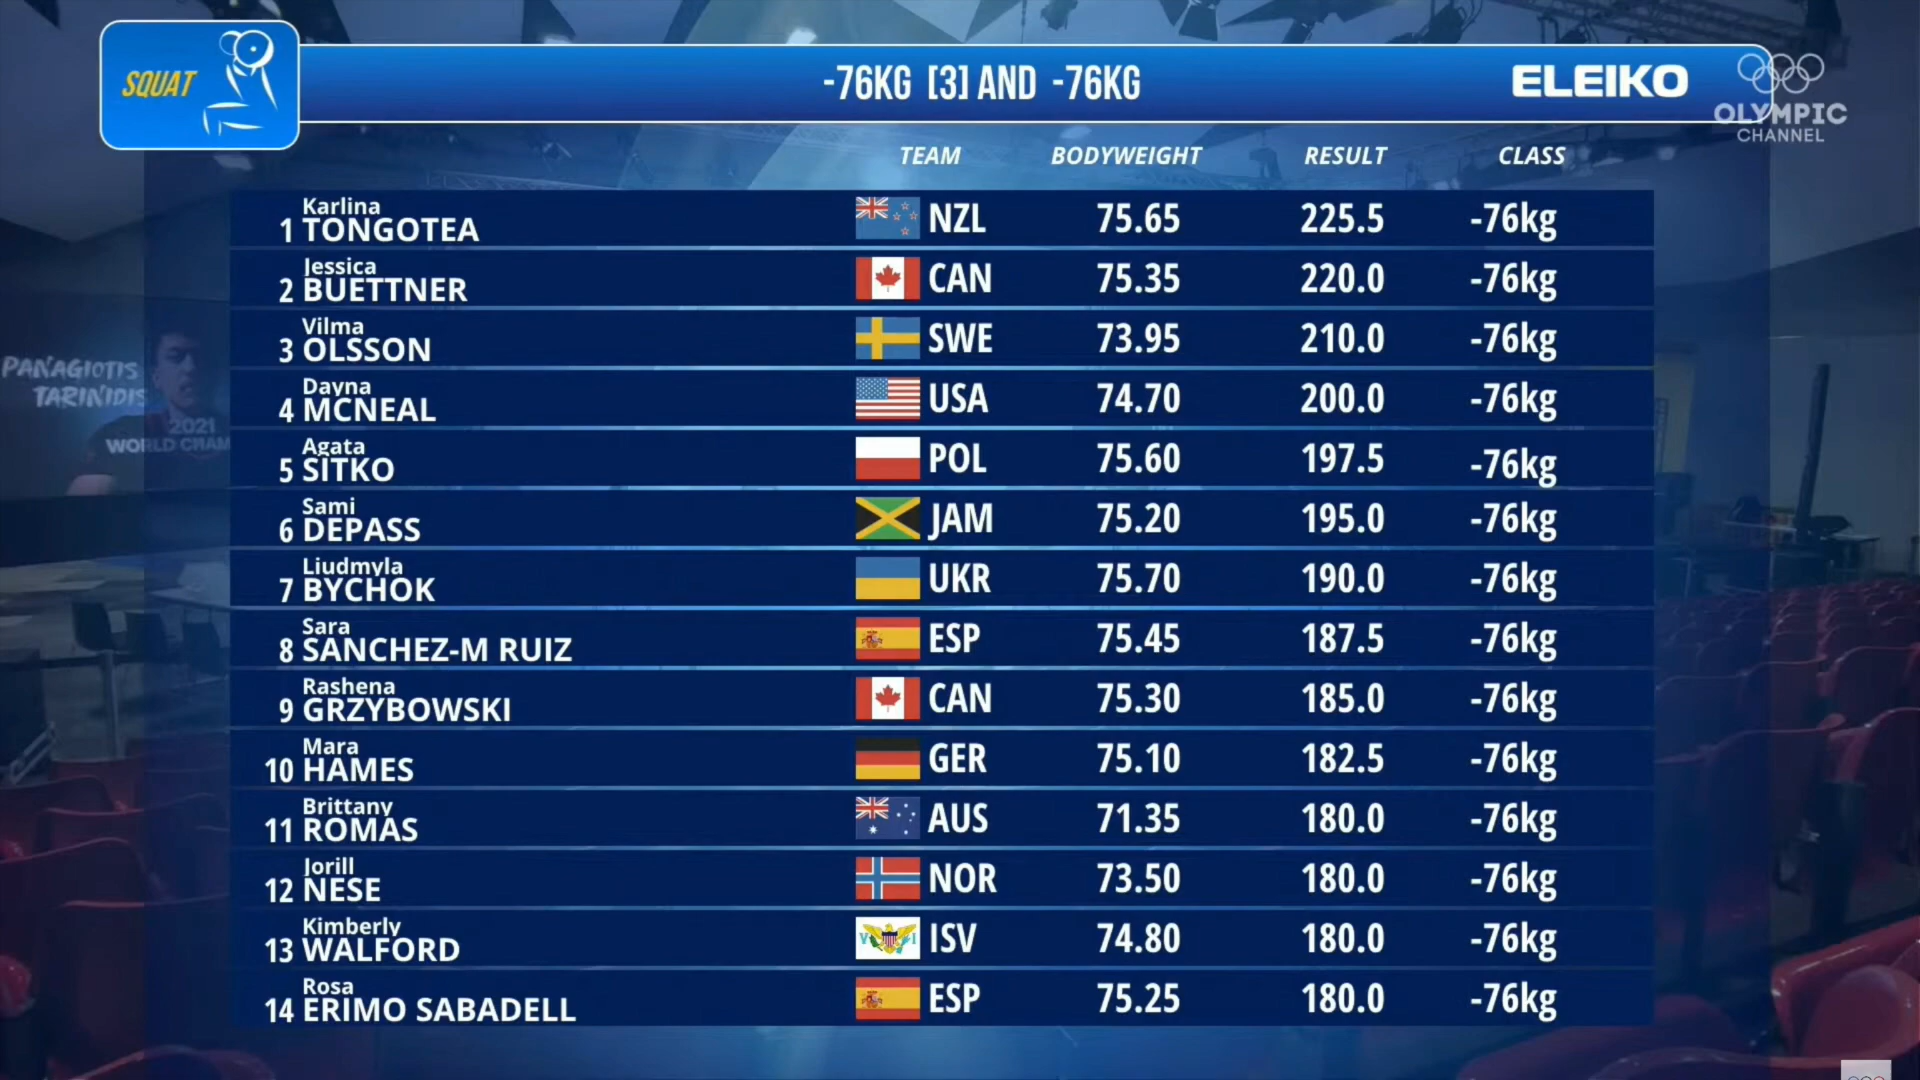 SQUAT
-76KG [3] AND -76KG
ELEIKO
OLYMPIC
CHANNEL
TEAM BODYWEIGHT RESULT CLASS
1 Karlina TONGOTEA NZL 75.65 225.5 -76kg
2 Jessica BUETTNER CAN 75.35 220.0 -76kg
3 Vilma OLSSON SWE 73.95 210.0 -76kg
4 Dayna MCNEAL USA 74.70 200.0 -76kg
5 Agata SITKO POL 75.60 197.5 -76kg
6 Sami DEPASS JAM 75.20 195.0 -76kg
7 Liudmyla BYCHOK UKR 75.70 190.0 -76kg
8 Sara SANCHEZ-M RUIZ ESP 75.45 187.5 -76kg
9 Rashena GRZYBOWSKI CAN 75.30 185.0 -76kg
10 Mara HAMES GER 75.10 182.5 -76kg
11 Brittany ROMAS AUS 71.35 180.0 -76kg
12 Jorill NESE NOR 73.50 180.0 -76kg
13 Kimberly WALFORD ISV 74.80 180.0 -76kg
14 Rosa ERIMO SABADELL ESP 75.25 180.0 -76kg
PANAGIOTIS
TARINIDIS
2021
WORLD CHAM